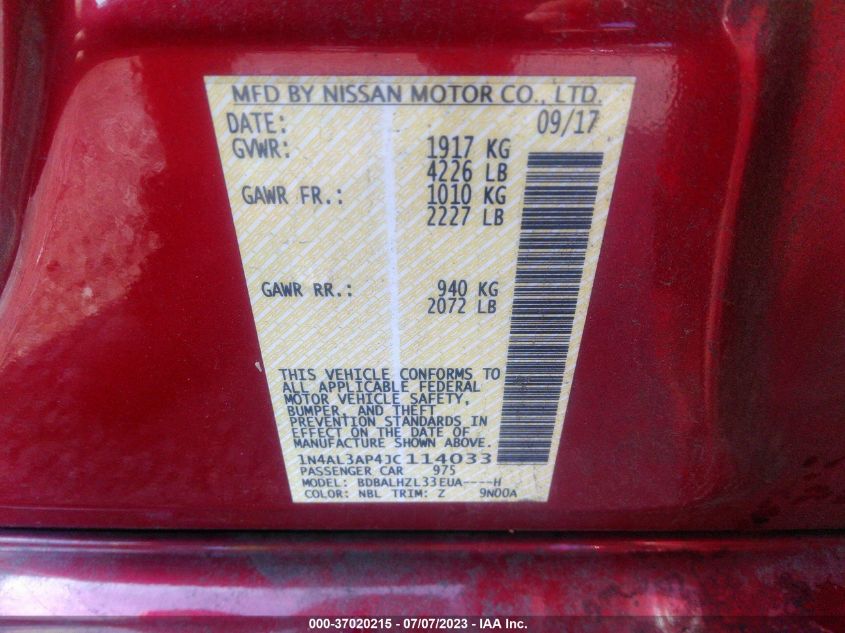 MFD BY NISSAN MOTOR CO., LTD.
DATE: 09/17
GVWR: 1917 KG
4226 LB
GAWR FR.: 1010 KG
2227 LB
GAWR RR.: 940 KG
2072 LB
THIS VEHICLE CONFORMS TO
ALL APPLICABLE FEDERAL
MOTOR VEHICLE SAFETY,
BUMPER, AND THEFT
PREVENTION STANDARDS IN
EFFECT ON THE DATE OF
MANUFACTURE SHOWN ABOVE.
1N4AL3AP4JC114033
PASSENGER CAR 975
MODEL: BDBALHZL33EUA----H
COLOR: NBL TRIM: Z 9N00A
000-37020215 - 07/07/2023 - IAA Inc.